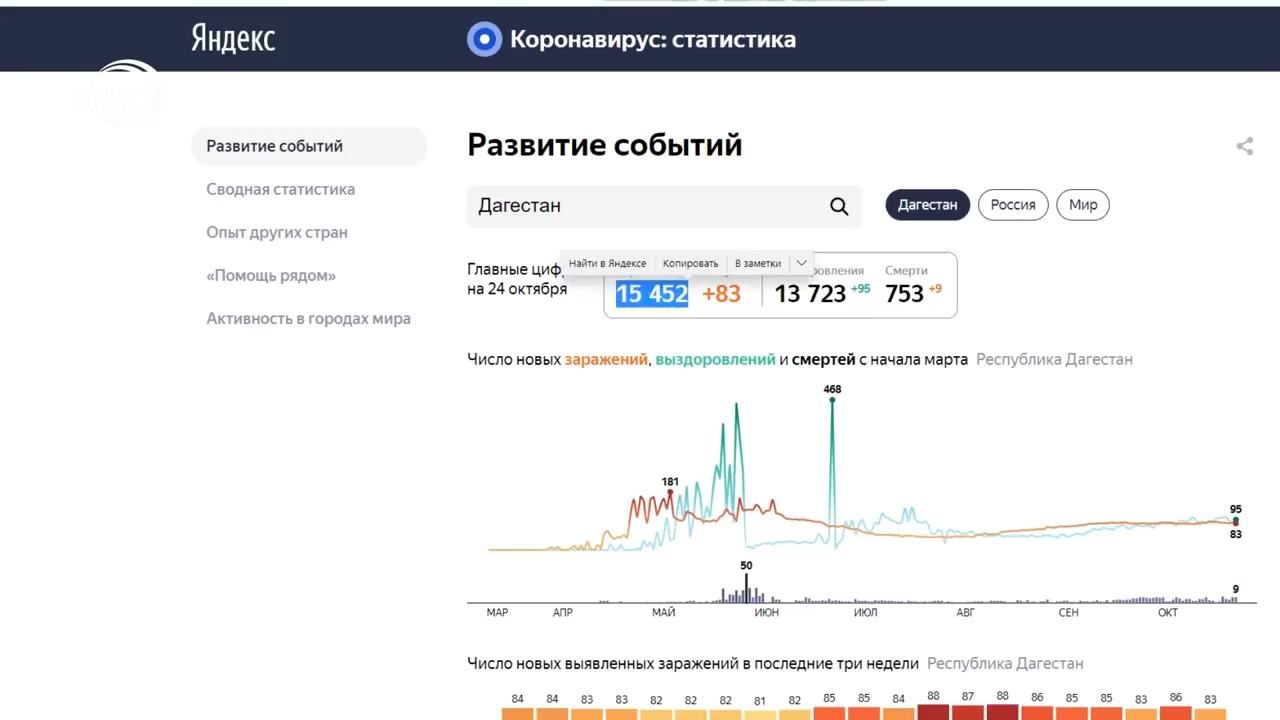 Яндекс
Коронавирус: статистика
Развитие событий
Сводная статистика
Опыт других стран
«Помощь рядом»
Активность в городах мира
Развитие событий
Дагестан
Дагестан Россия Мир
Найти в Яндексе Копировать В заметки
Главные
на 24 октября
Смерти
15 452 +83 13 723 +95 753 +9
Число новых заражений, выздоровлений и смертей с начала марта Республика Дагестан
468
181
95
83
50
9
МАР АПР МАЙ ИЮН ИЮЛ АВГ СЕН ОКТ
Число новых выявленных заражений в последние три недели Республика Дагестан
84 84 83 83 82 82 82 81 82 85 85 84 88 87 88 86 85 85 83 86 83